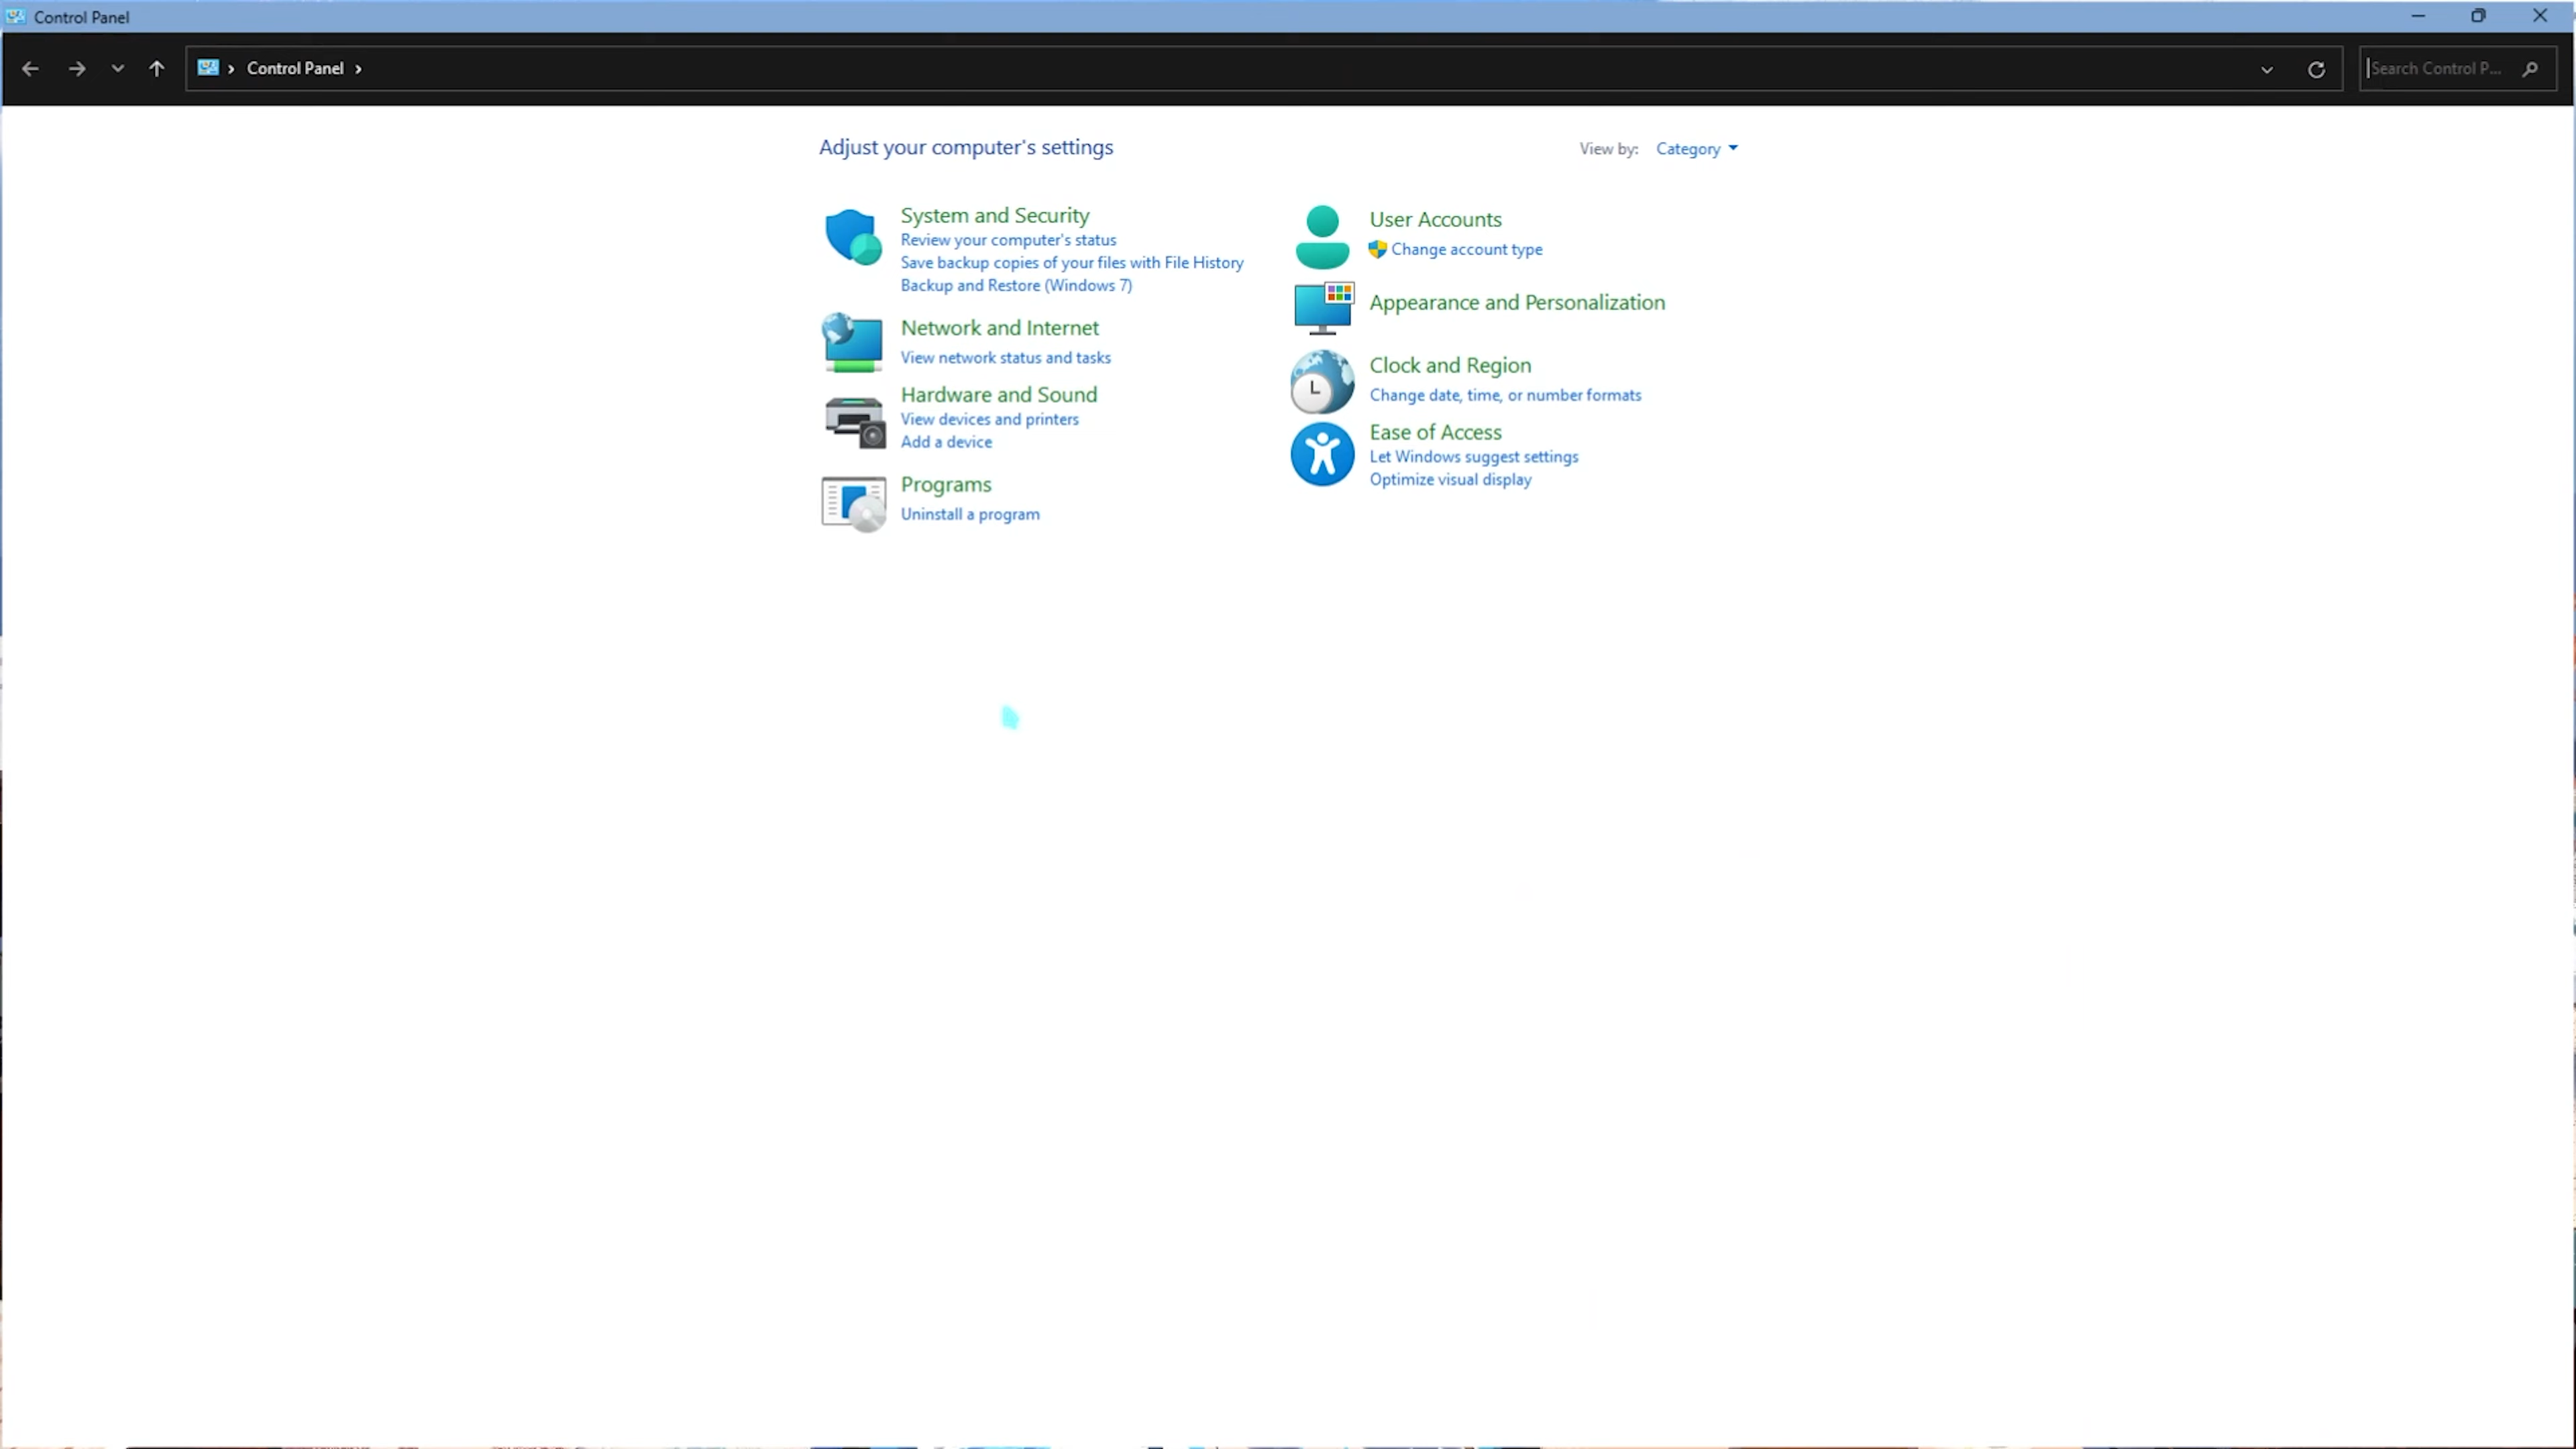 Control Panel
Control Panel
Search Control P...
Adjust your computer's settings
View by: Category
System and Security
Review your computer's status
Save backup copies of your files with File History
Backup and Restore (Windows 7)
Network and Internet
View network status and tasks
Hardware and Sound
View devices and printers
Add a device
Programs
Uninstall a program
User Accounts
Change account type
Appearance and Personalization
Clock and Region
Change date, time, or number formats
Ease of Access
Let Windows suggest settings
Optimize visual display